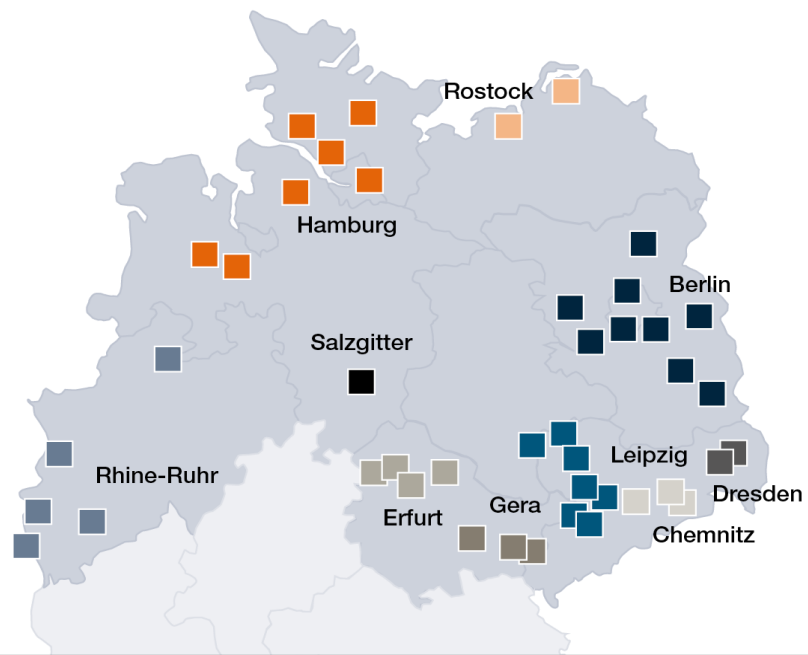 Rostock
Hamburg
Berlin
Salzgitter
Leipzig
Rhine-Ruhr
Dresden
Gera
Erfurt
Chemnitz